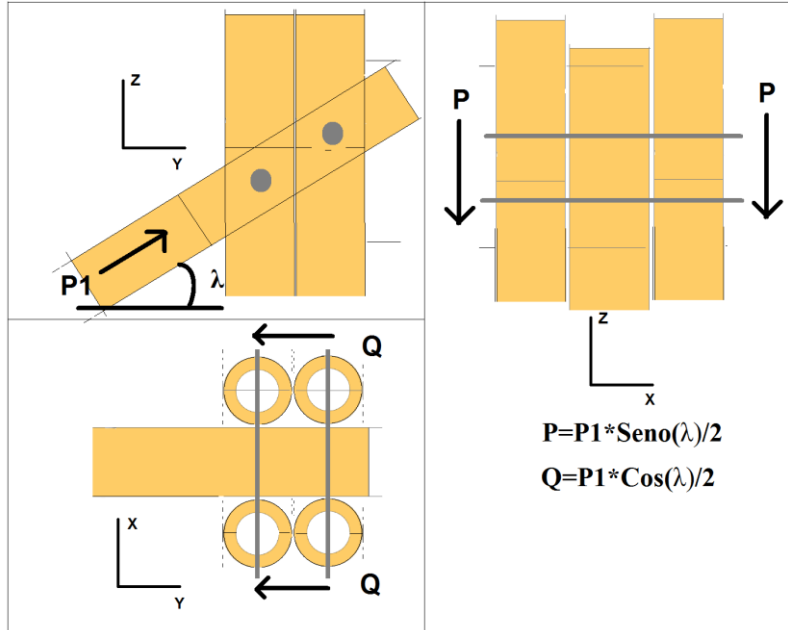 Z
Y
P1
λ
P
P
Z
X
P=P1*Seno(λ)/2
Q=P1*Cos(λ)/2
Q
X
Y
Q